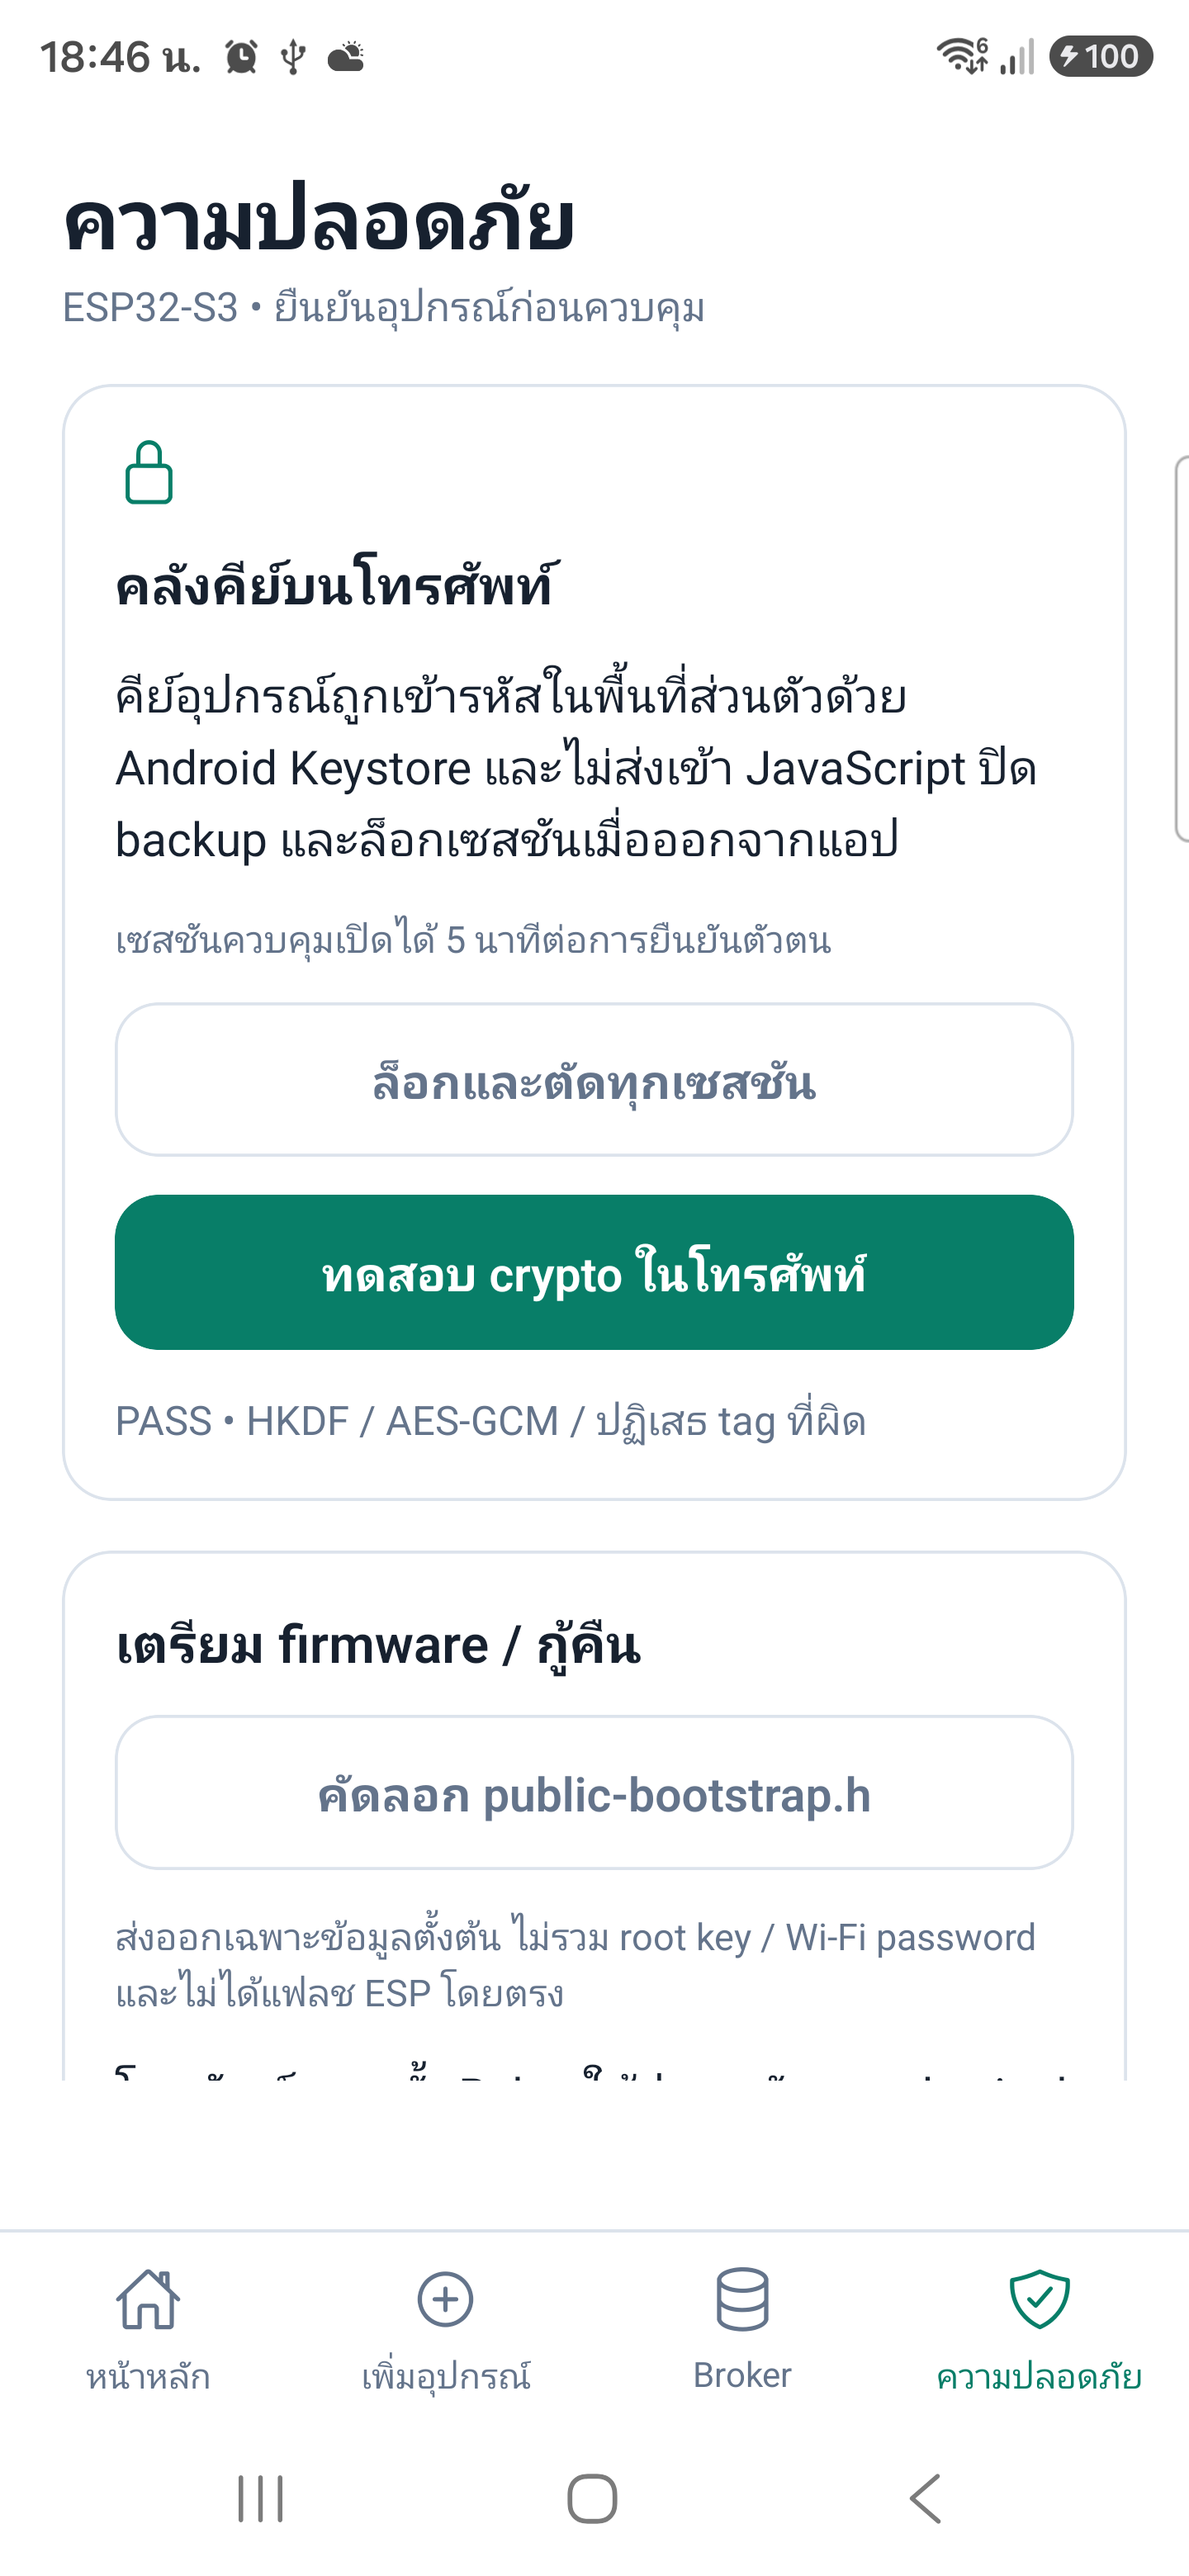 18:46 น.
6
100
ความปลอดภัย
ESP32-S3 • ยืนยันอุปกรณ์ก่อนควบคุม
คลังคีย์บนโทรศัพท์
คีย์อุปกรณ์ถูกเข้ารหัสในพื้นที่ส่วนตัวด้วย
Android Keystore และไม่ส่งเข้า JavaScript ปิด
backup และล็อกเซสชันเมื่อออกจากแอป
เซสชันควบคุมเปิดได้ 5 นาทีต่อการยืนยันตัวตน
ล็อกและตัดทุกเซสชัน
ทดสอบ crypto ในโทรศัพท์
PASS • HKDF / AES-GCM / ปฏิเสธ tag ที่ผิด
เตรียม firmware / กู้คืน
คัดลอก public-bootstrap.h
ส่งออกเฉพาะข้อมูลตั้งต้น ไม่รวม root key / Wi-Fi password
และไม่ได้แฟลช ESP โดยตรง
หน้าหลัก
เพิ่มอุปกรณ์
Broker
ความปลอดภัย